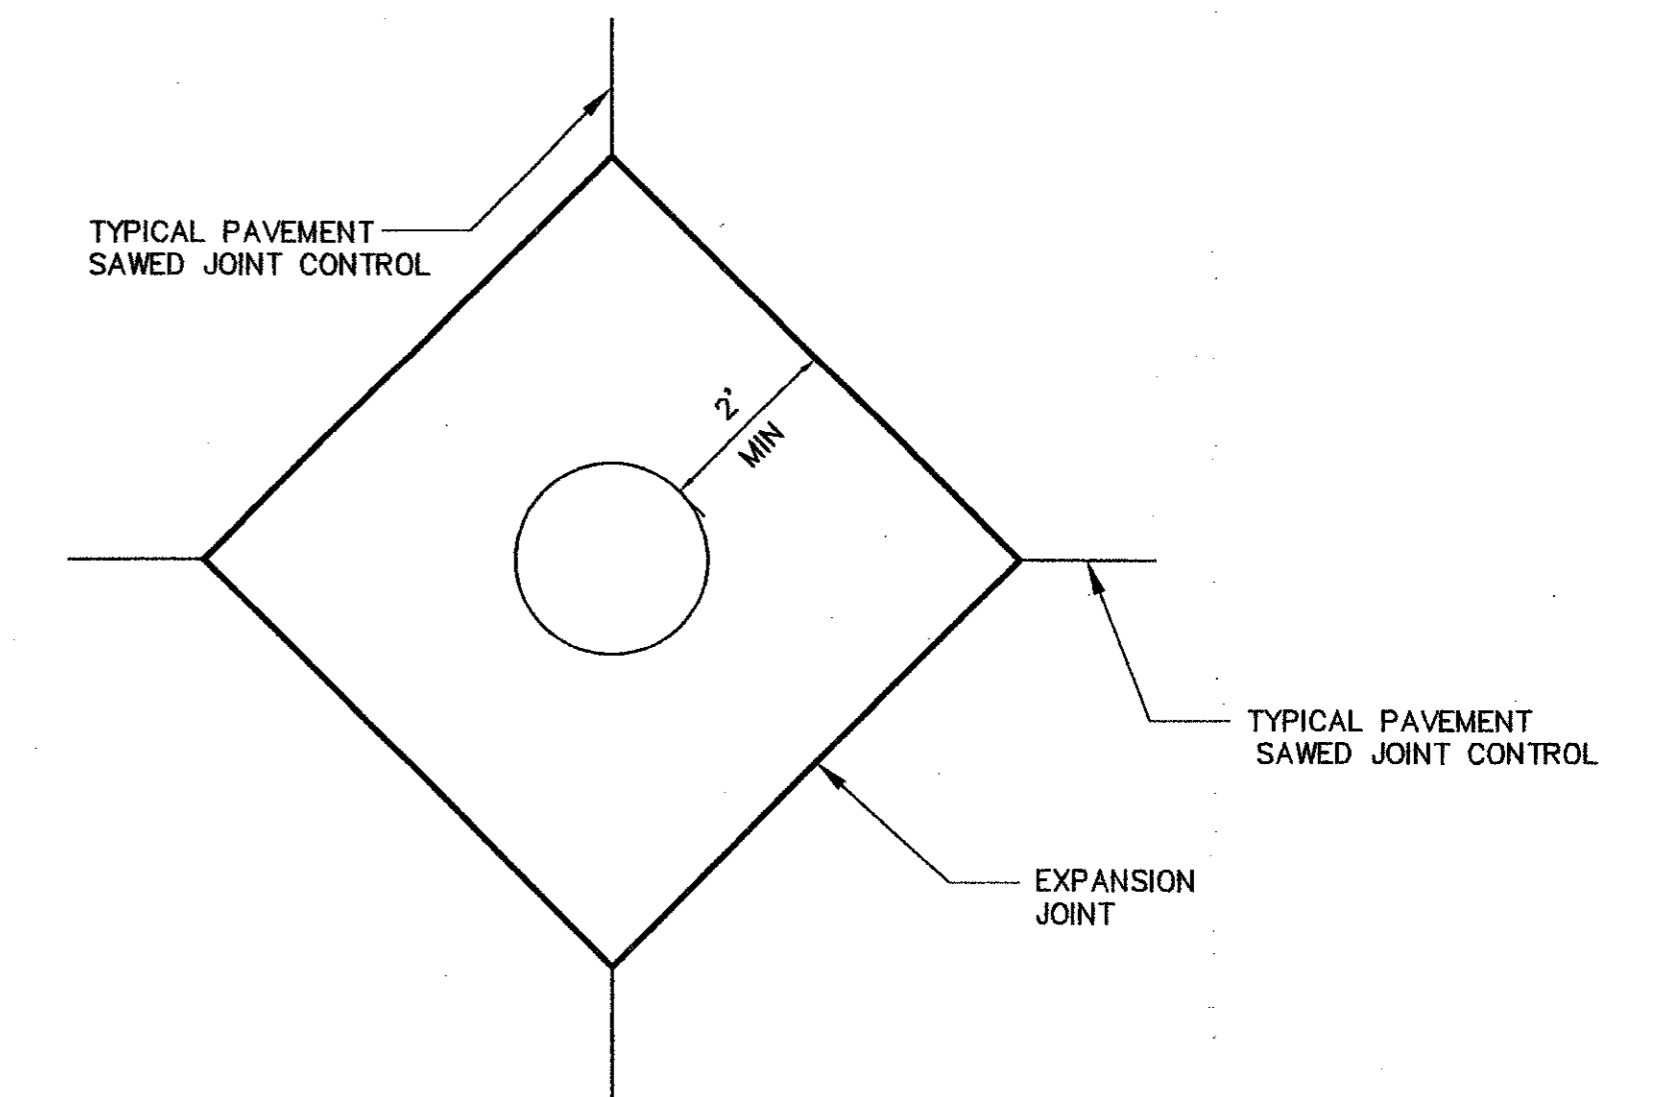 TYPICAL PAVEMENT
SAWED JOINT CONTROL
2'
MIN
TYPICAL PAVEMENT
SAWED JOINT CONTROL
EXPANSION
JOINT